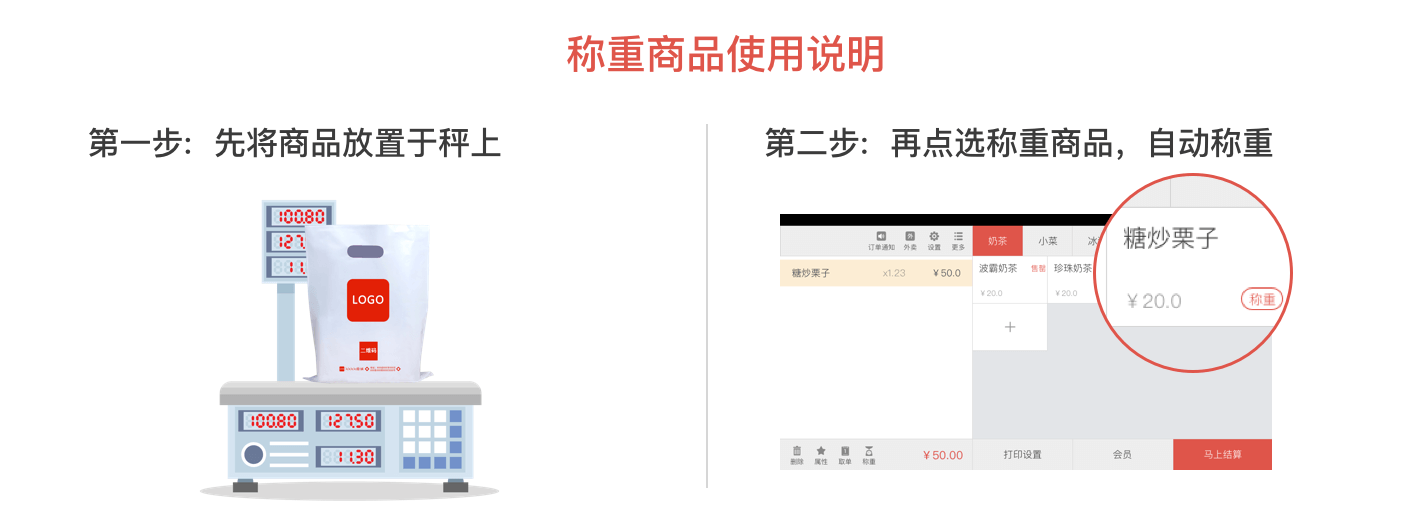 称重商品使用说明
第一步：先将商品放置于秤上
100.80
127.5
11.
LOGO
二维码
100.80
127.50
11.30
第二步：再点选称重商品，自动称重
订单通知 外卖 设置 更多
奶茶 小菜 冰
糖炒栗子 x1.23 ¥50.0
波霸奶茶 售罄 珍珠奶茶
¥20.0 ¥20.0
+
糖炒栗子
¥20.0 称重
删除 属性 取单 称重 ¥50.00 打印设置 会员 马上结算